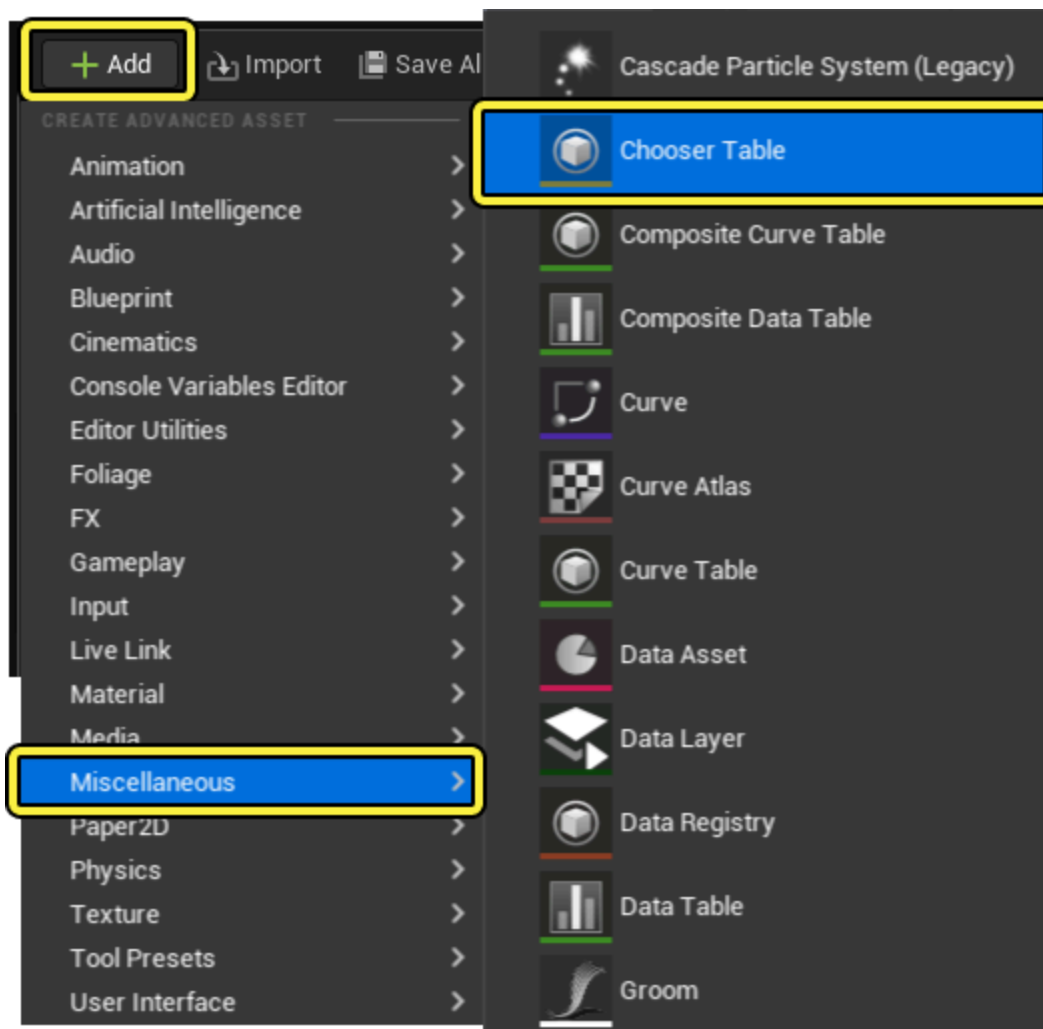 Add
Import
Save Al
CREATE ADVANCED ASSET
Animation
Artificial Intelligence
Audio
Blueprint
Cinematics
Console Variables Editor
Editor Utilities
Foliage
FX
Gameplay
Input
Live Link
Material
Media
Miscellaneous
Paper2D
Physics
Texture
Tool Presets
User Interface
Cascade Particle System (Legacy)
Chooser Table
Composite Curve Table
Composite Data Table
Curve
Curve Atlas
Curve Table
Data Asset
Data Layer
Data Registry
Data Table
Groom